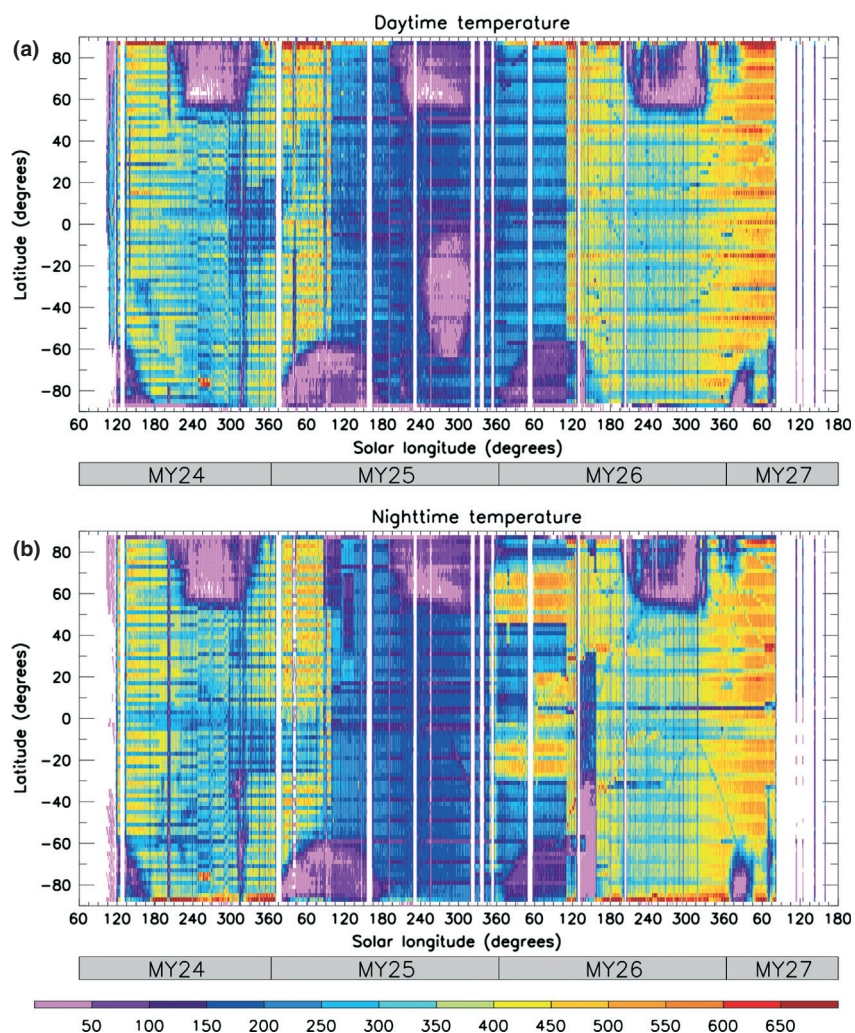 Daytime temperature
(a)
80
60
40
20
0
−20
−40
−60
−80
Latitude (degrees)
60 120 180 240 300 360 60 120 180 240 300 360 60 120 180 240 300 360 60 120 180
Solar longitude (degrees)
MY24 MY25 MY26 MY27
Nighttime temperature
(b)
80
60
40
20
0
−20
−40
−60
−80
Latitude (degrees)
60 120 180 240 300 360 60 120 180 240 300 360 60 120 180 240 300 360 60 120 180
Solar longitude (degrees)
MY24 MY25 MY26 MY27
50 100 150 200 250 300 350 400 450 500 550 600 650